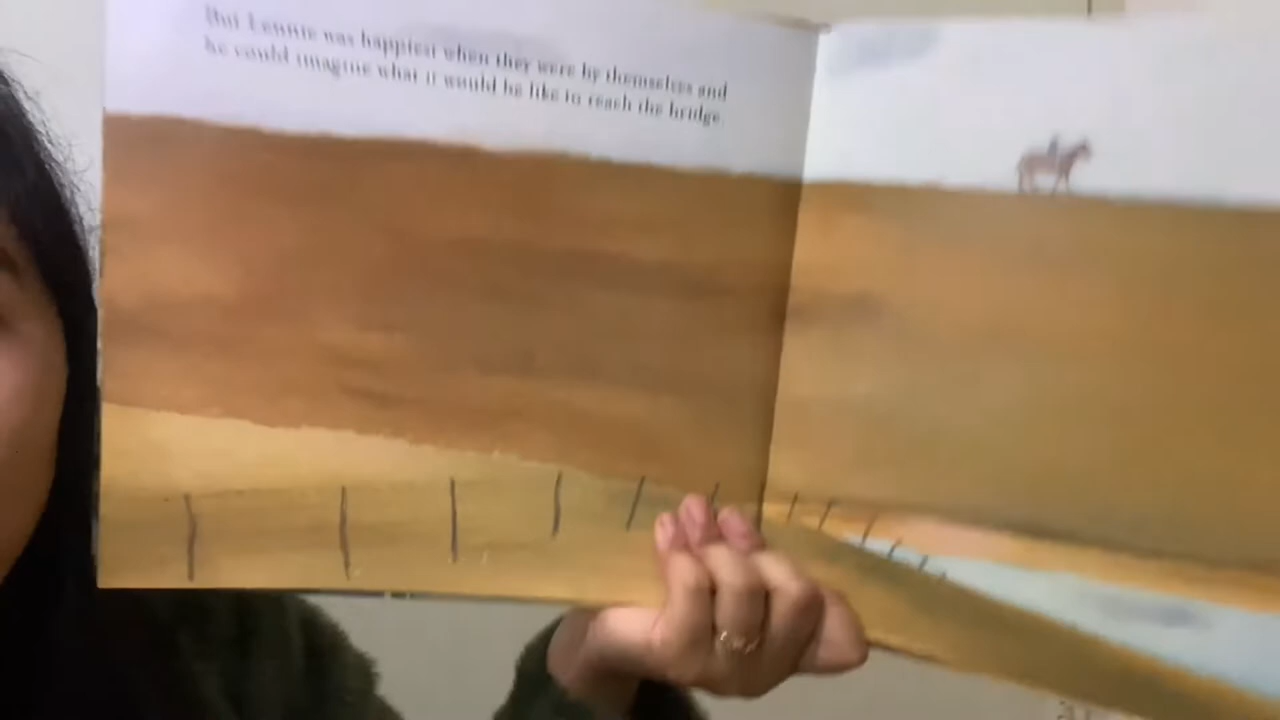 But Lennie was happiest when they were by themselves and
he could imagine what it would be like to reach the bridge.